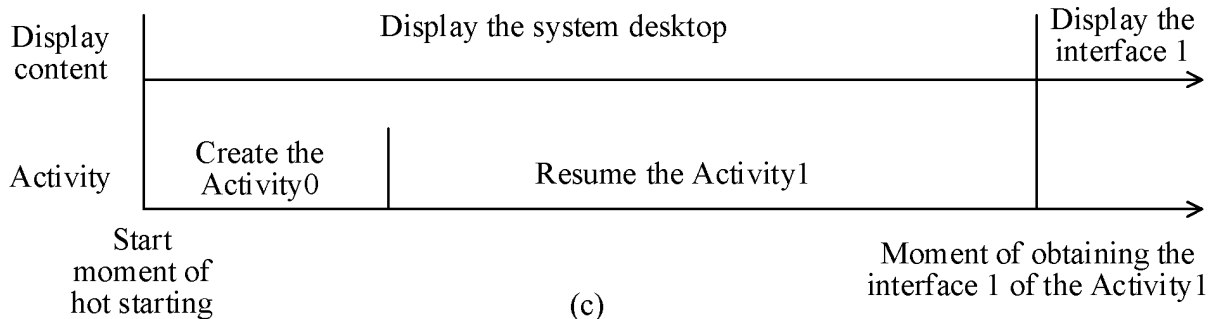 Display
content
Display the system desktop
Display the
interface 1
Activity
Create the
Activity0
Resume the Activity1
Start
moment of
hot starting
Moment of obtaining the
interface 1 of the Activity1
(c)